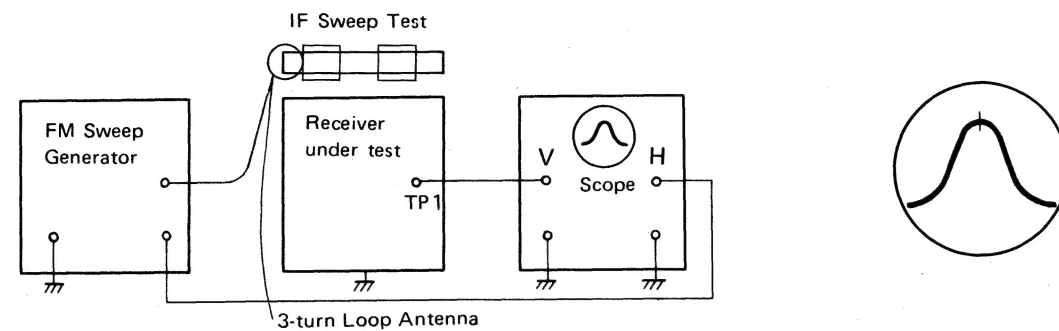 IF Sweep Test
FM Sweep
Generator
Receiver
under test
TP1
V
H
Scope
3-turn Loop Antenna